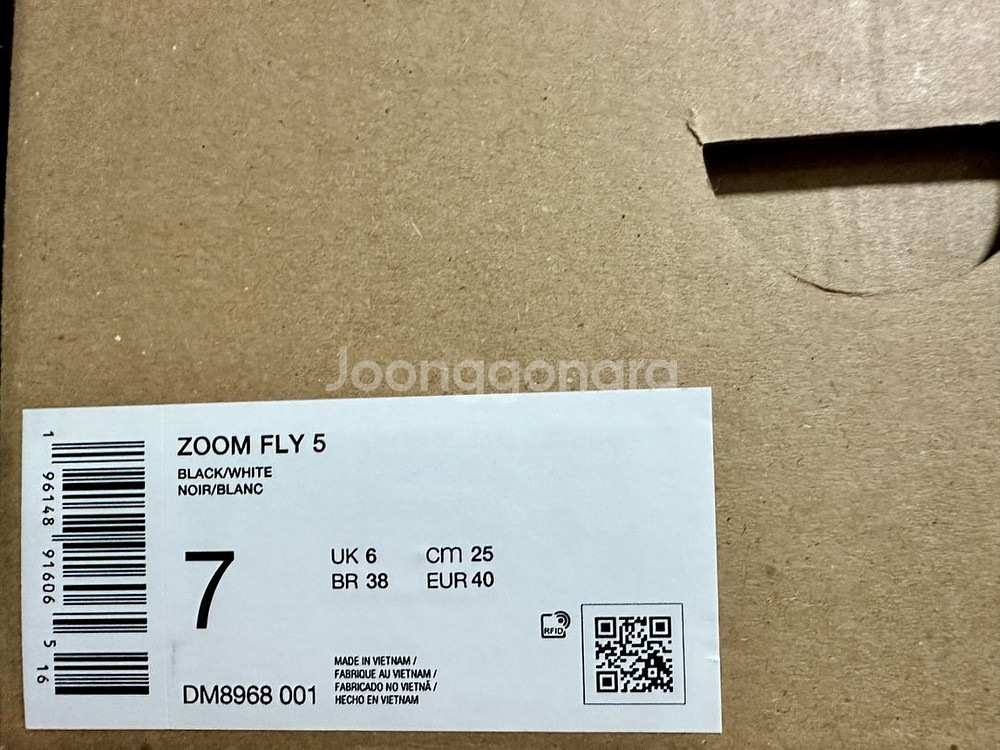 Joonggonara
ZOOM FLY 5
BLACK/WHITE
NOIR/BLANC
7
UK 6 cm 25
BR 38 EUR 40
RFID
MADE IN VIETNAM /
FABRIQUE AU VIETNAM /
FABRICADO NO VIETNÃ /
HECHO EN VIETNAM
DM8968 001
1 96148 91606 5 16